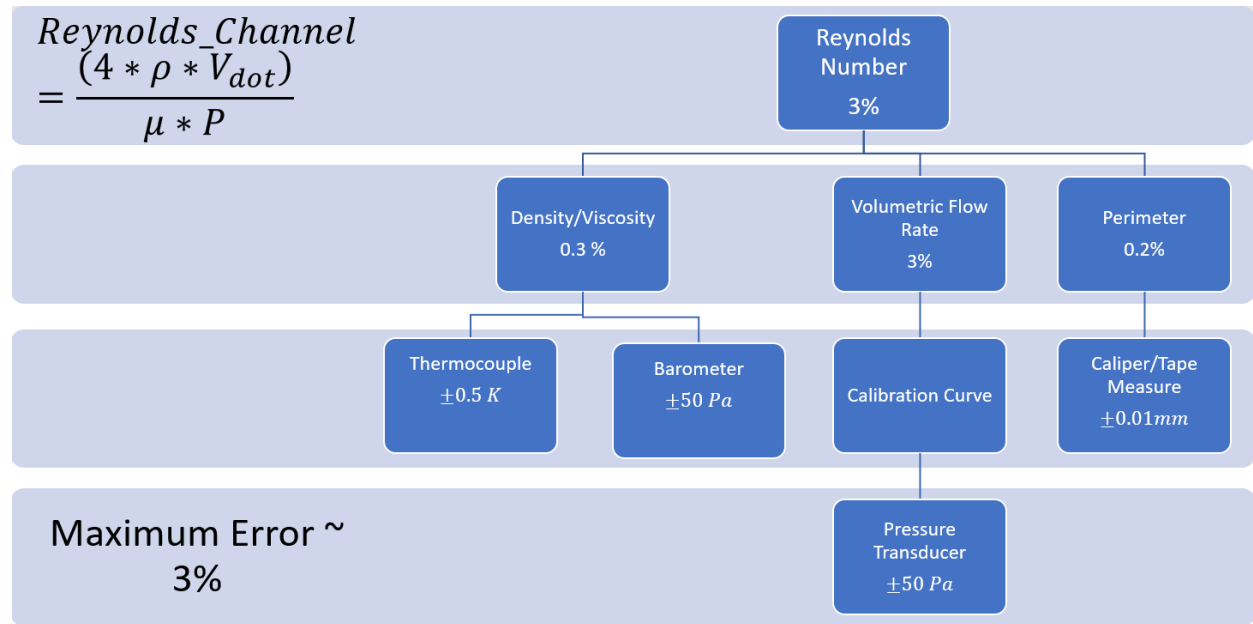 Reynolds_Channel
= (4 * ρ * V_dot) / μ * P
Reynolds
Number
3%
Density/Viscosity
0.3 %
Volumetric Flow
Rate
3%
Perimeter
0.2%
Thermocouple
±0.5 K
Barometer
±50 Pa
Calibration Curve
Caliper/Tape
Measure
±0.01mm
Maximum Error ~
3%
Pressure
Transducer
±50 Pa